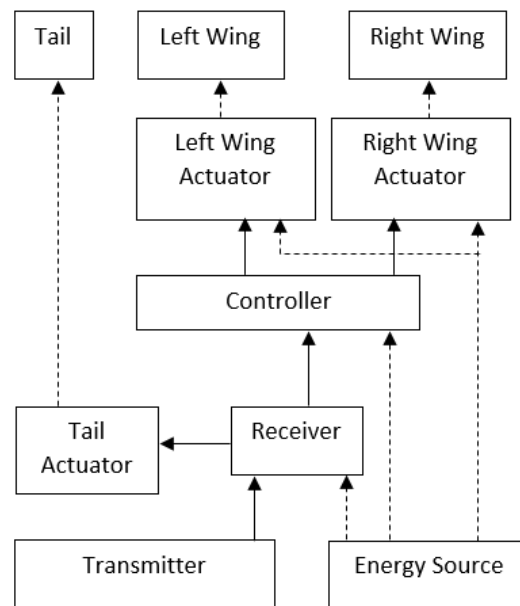 Tail
Left Wing
Right Wing
Left Wing
Actuator
Right Wing
Actuator
Controller
Tail
Actuator
Receiver
Transmitter
Energy Source